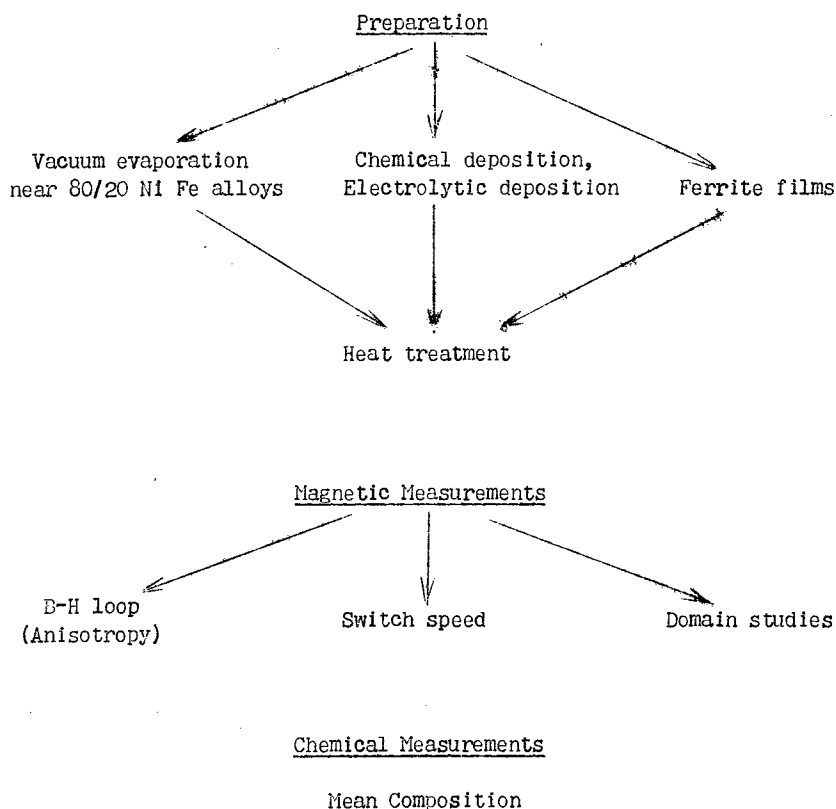 Preparation
Vacuum evaporation
near 80/20 Ni Fe alloys
Chemical deposition,
Electrolytic deposition
Ferrite films
Heat treatment
Magnetic Measurements
B-H loop
(Anisotropy)
Switch speed
Domain studies
Chemical Measurements
Mean Composition